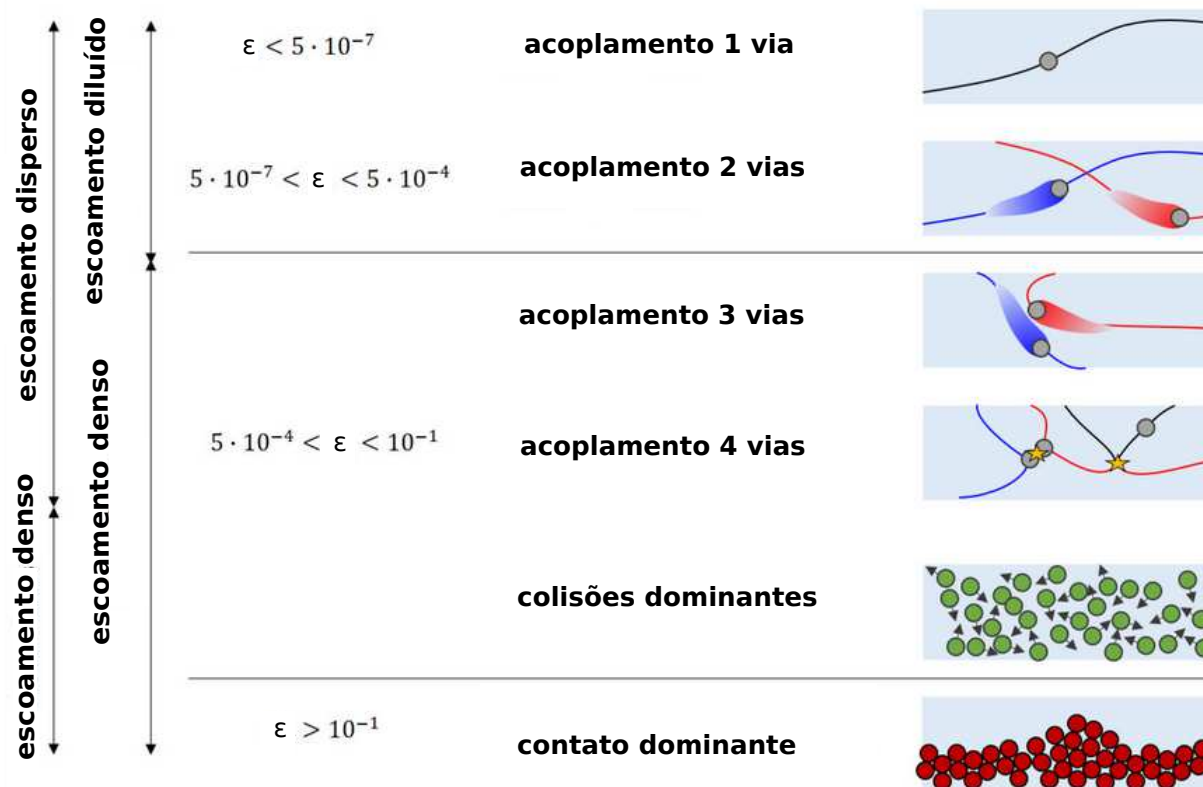 escoamento disperso
escoamento denso
escoamento diluído
escoamento denso
ε < 5 · 10⁻⁷
acoplamento 1 via
5 · 10⁻⁷ < ε < 5 · 10⁻⁴
acoplamento 2 vias
acoplamento 3 vias
5 · 10⁻⁴ < ε < 10⁻¹
acoplamento 4 vias
colisões dominantes
ε > 10⁻¹
contato dominante